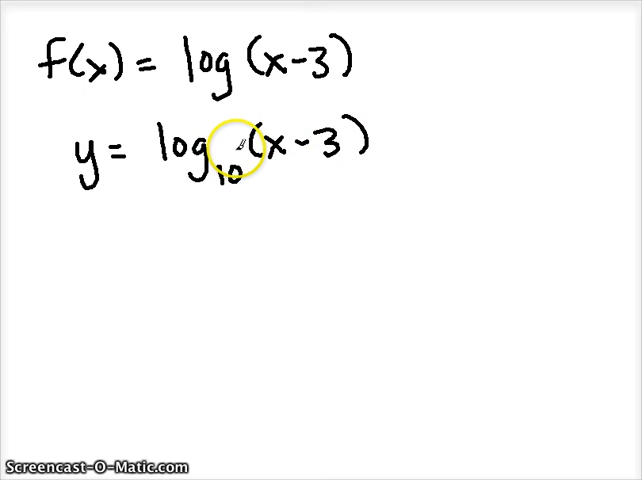 f(x) = log (x-3)
y = log₁₀ (x-3)
Screencast-O-Matic.com